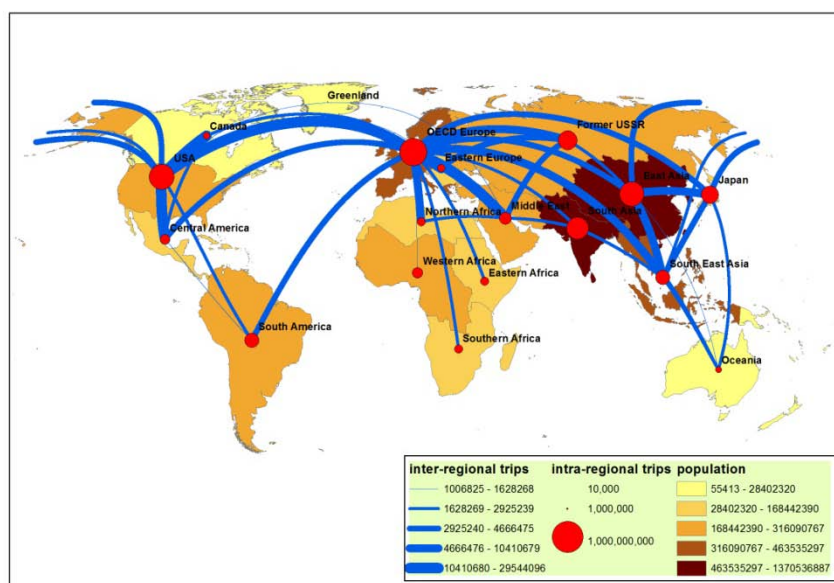 Greenland
Canada
OECD Europe
Former USSR
USA
Eastern Europe
East Asia
Japan
Central America
Northern Africa
Middle East
South Asia
Western Africa
Eastern Africa
South East Asia
South America
Southern Africa
Oceania
inter-regional trips
1006825 - 1628268
1628269 - 2925239
2925240 - 4666475
4666476 - 10410679
10410680 - 29544096
intra-regional trips
10,000
1,000,000
1,000,000,000
population
55413 - 28402320
28402320 - 168442390
168442390 - 316090767
316090767 - 463535297
463535297 - 1370536887